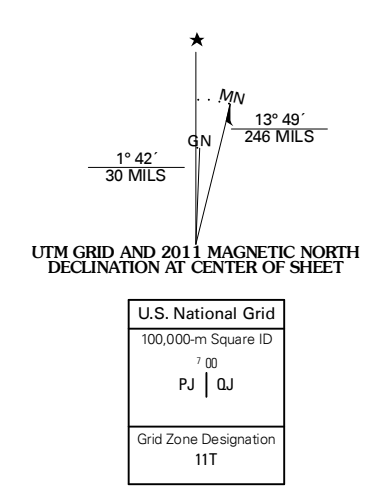 ★
MN
GN
13° 49´
246 MILS
1° 42´
30 MILS
UTM GRID AND 2011 MAGNETIC NORTH
DECLINATION AT CENTER OF SHEET
U.S. National Grid
100,000-m Square ID
7 00
PJ | QJ
Grid Zone Designation
11T